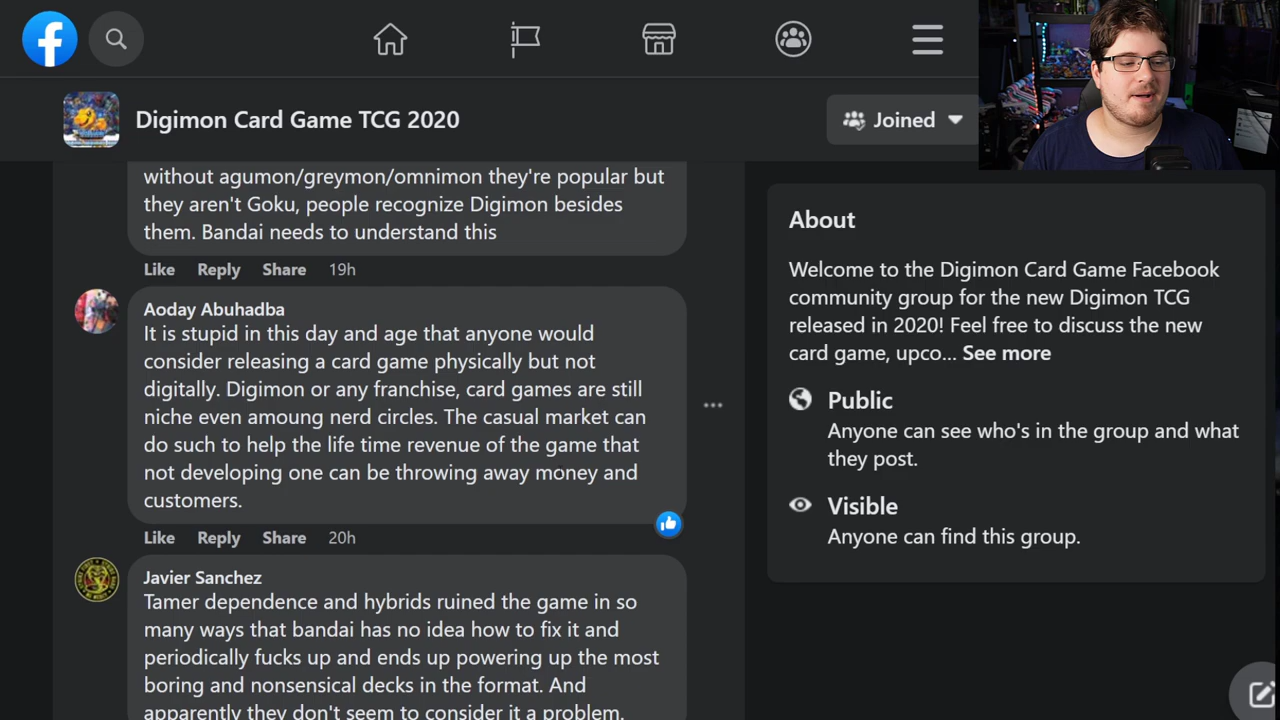 Digimon Card Game TCG 2020
Joined
without agumon/greymon/omnimon they're popular but
they aren't Goku, people recognize Digimon besides
them. Bandai needs to understand this
Like Reply Share 19h
Aoday Abuhadba
It is stupid in this day and age that anyone would
consider releasing a card game physically but not
digitally. Digimon or any franchise, card games are still
niche even amoung nerd circles. The casual market can
do such to help the life time revenue of the game that
not developing one can be throwing away money and
customers.
Like Reply Share 20h
Javier Sanchez
Tamer dependence and hybrids ruined the game in so
many ways that bandai has no idea how to fix it and
periodically fucks up and ends up powering up the most
boring and nonsensical decks in the format. And
apparently they don't seem to consider it a problem.
About
Welcome to the Digimon Card Game Facebook
community group for the new Digimon TCG
released in 2020! Feel free to discuss the new
card game, upco... See more
Public
Anyone can see who's in the group and what
they post.
Visible
Anyone can find this group.